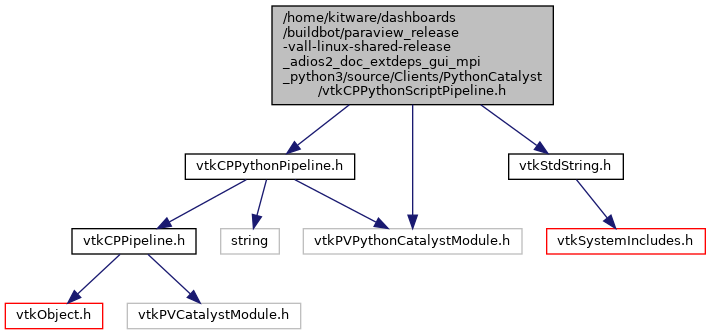 /home/kitware/dashboards
/buildbot/paraview_release
-vall-linux-shared-release
_adios2_doc_extdeps_gui_mpi
_python3/source/Clients/PythonCatalyst
/vtkCPPythonScriptPipeline.h
vtkCPPythonPipeline.h
vtkStdString.h
vtkCPPipeline.h
string
vtkPVPythonCatalystModule.h
vtkSystemIncludes.h
vtkObject.h
vtkPVCatalystModule.h